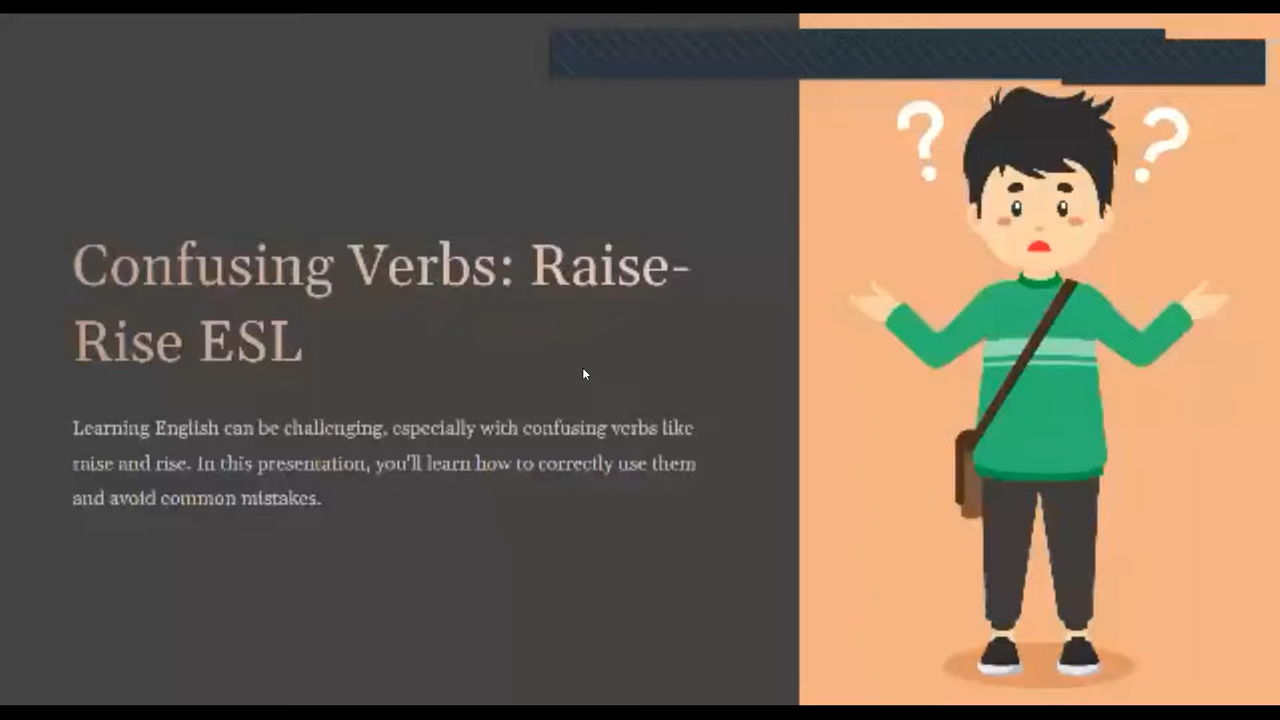 Confusing Verbs: Raise-
Rise ESL
Learning English can be challenging, especially with confusing verbs like
raise and rise. In this presentation, you'll learn how to correctly use them
and avoid common mistakes.
? ?